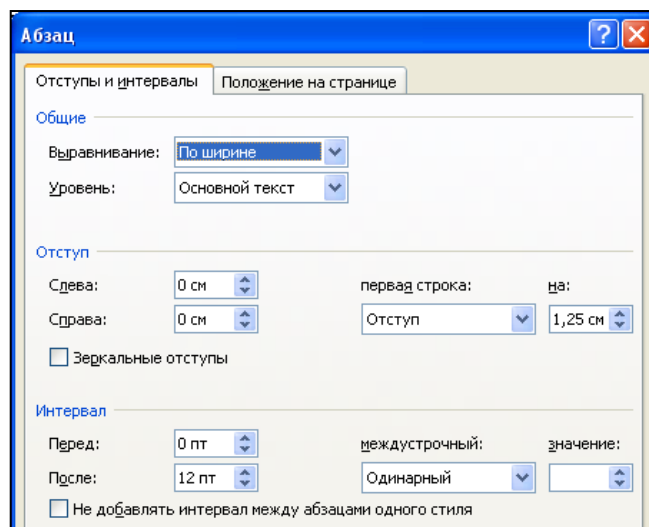 Абзац
Отступы и интервалы Положение на странице
Общие
Выравнивание: По ширине
Уровень: Основной текст
Отступ
Слева: 0 см первая строка: на:
Справа: 0 см Отступ 1,25 см
Зеркальные отступы
Интервал
Перед: 0 пт междустрочный: значение:
После: 12 пт Одинарный
Не добавлять интервал между абзацами одного стиля